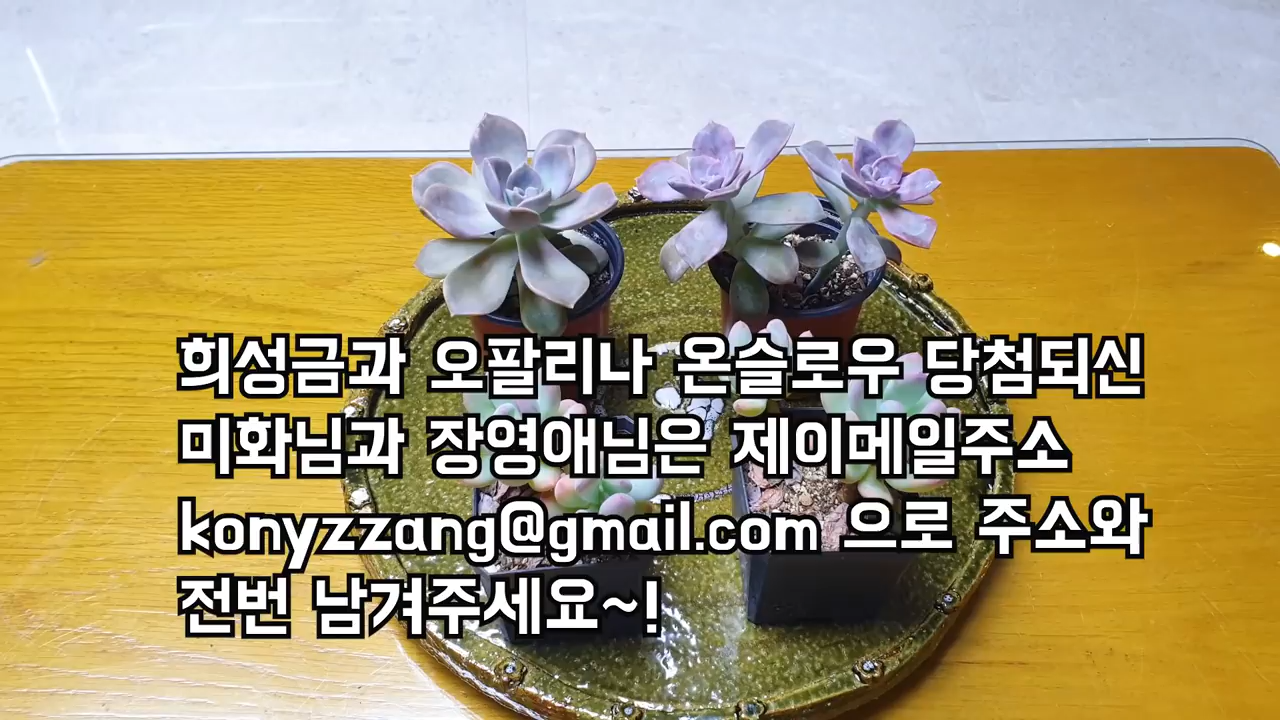 희성금과 오팔리나 온슬로우 당첨되신
미화님과 장영애님은 제이메일주소
konyzzang@gmail.com 으로 주소와
전번 남겨주세요~!